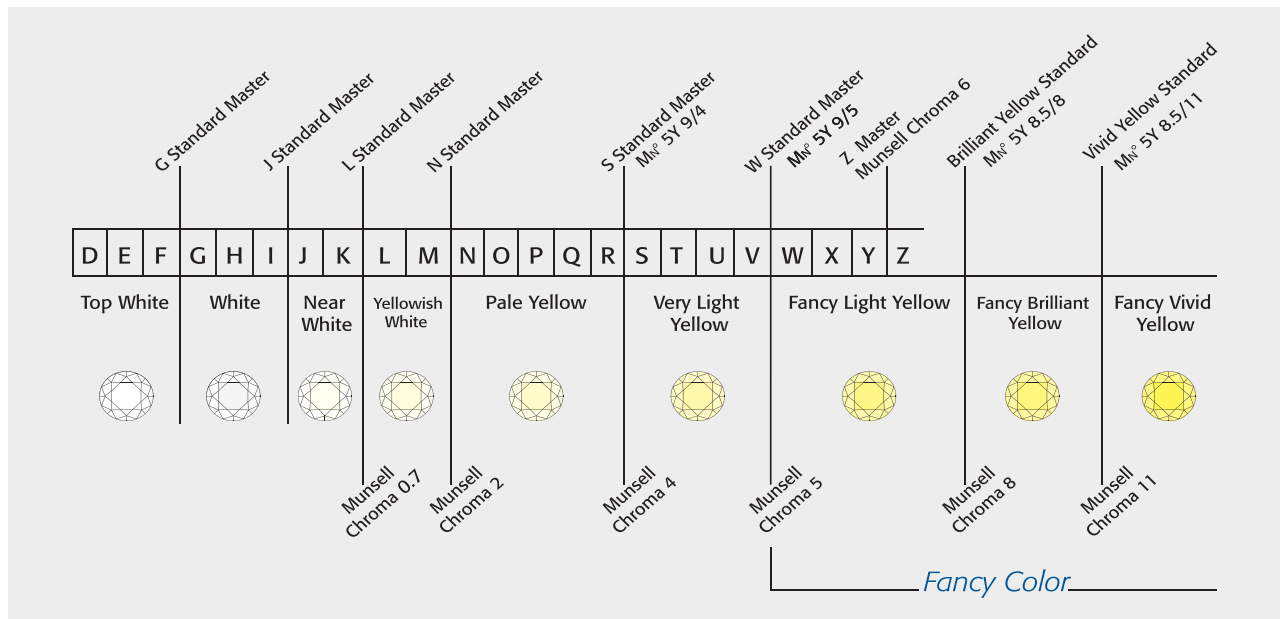 G Standard Master
J Standard Master
L Standard Master
N Standard Master
S Standard Master
MN° 5Y 9/4
W Standard Master
MN° 5Y 9/5
Z Master
Munsell Chroma 6
Brilliant Yellow Standard
MN° 5Y 8.5/8
Vivid Yellow Standard
MN° 5Y 8.5/11
D E F G H I J K L M N O P Q R S T U V W X Y Z
Top White
White
Near
White
Yellowish
White
Pale Yellow
Very Light
Yellow
Fancy Light Yellow
Fancy Brilliant
Yellow
Fancy Vivid
Yellow
Munsell
Chroma 0.7
Munsell
Chroma 2
Munsell
Chroma 4
Munsell
Chroma 5
Munsell
Chroma 8
Munsell
Chroma 11
Fancy Color